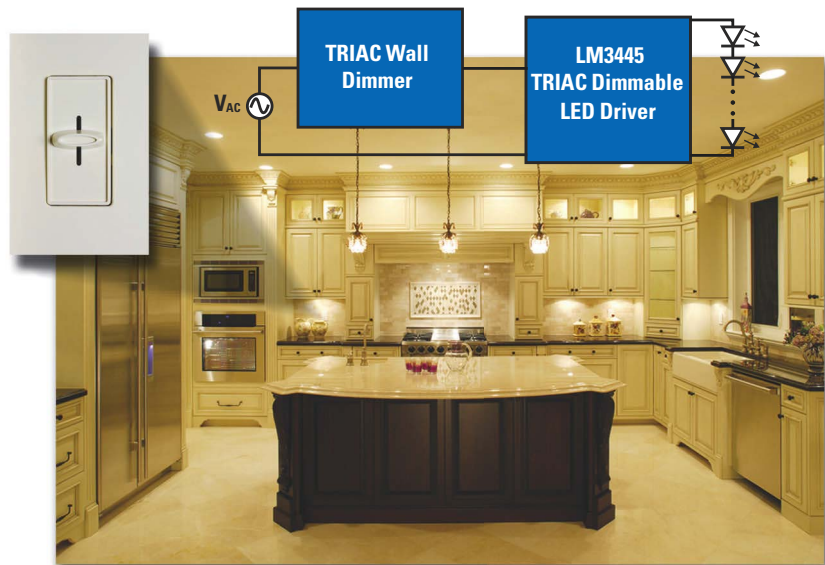 TRIAC Wall
Dimmer
LM3445
TRIAC Dimmable
LED Driver
VAC